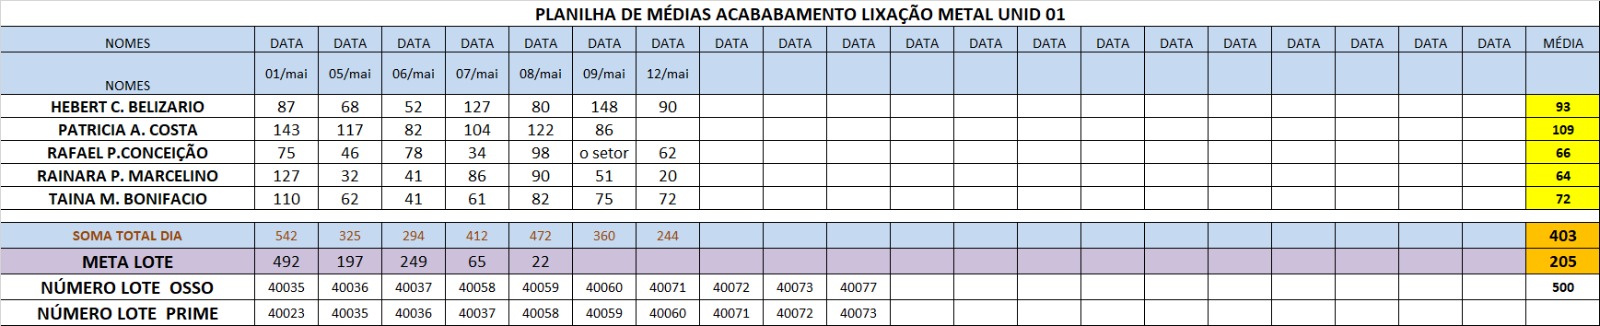 PLANILHA DE MÉDIAS ACABABAMENTO LIXAÇÃO METAL UNID 01
NOMES DATA DATA DATA DATA DATA DATA DATA DATA DATA DATA DATA DATA DATA DATA DATA DATA DATA DATA DATA DATA MÉDIA
NOMES 01/mai 05/mai 06/mai 07/mai 08/mai 09/mai 12/mai
HEBERT C. BELIZARIO 87 68 52 127 80 148 90 93
PATRICIA A. COSTA 143 117 82 104 122 86 109
RAFAEL P.CONCEIÇÃO 75 46 78 34 98 o setor 62 66
RAINARA P. MARCELINO 127 32 41 86 90 51 20 64
TAINA M. BONIFACIO 110 62 41 61 82 75 72 72
SOMA TOTAL DIA 542 325 294 412 472 360 244 403
META LOTE 492 197 249 65 22 205
NÚMERO LOTE OSSO 40035 40036 40037 40058 40059 40060 40071 40072 40073 40077 500
NÚMERO LOTE PRIME 40023 40035 40036 40037 40058 40059 40060 40071 40072 40073